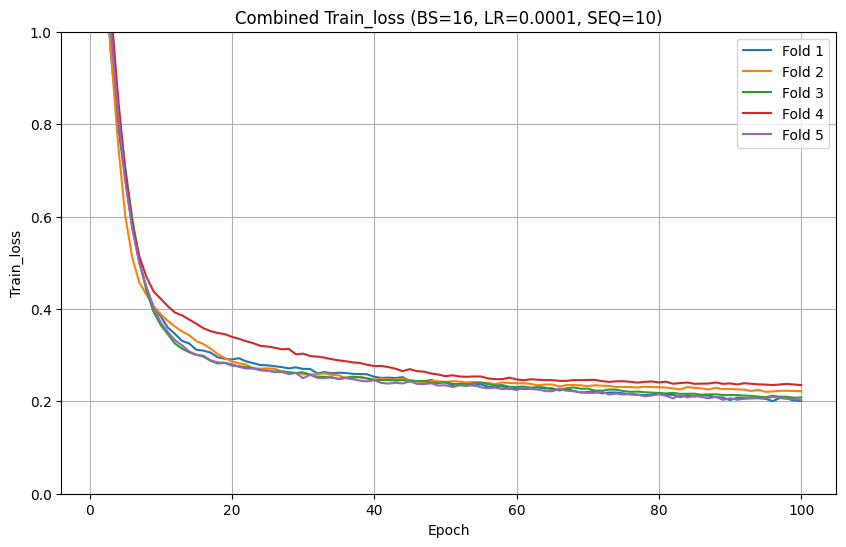 Combined Train_loss (BS=16, LR=0.0001, SEQ=10)
Fold 1
Fold 2
Fold 3
Fold 4
Fold 5
Train_loss
1.0
0.8
0.6
0.4
0.2
0.0
0 20 40 60 80 100
Epoch